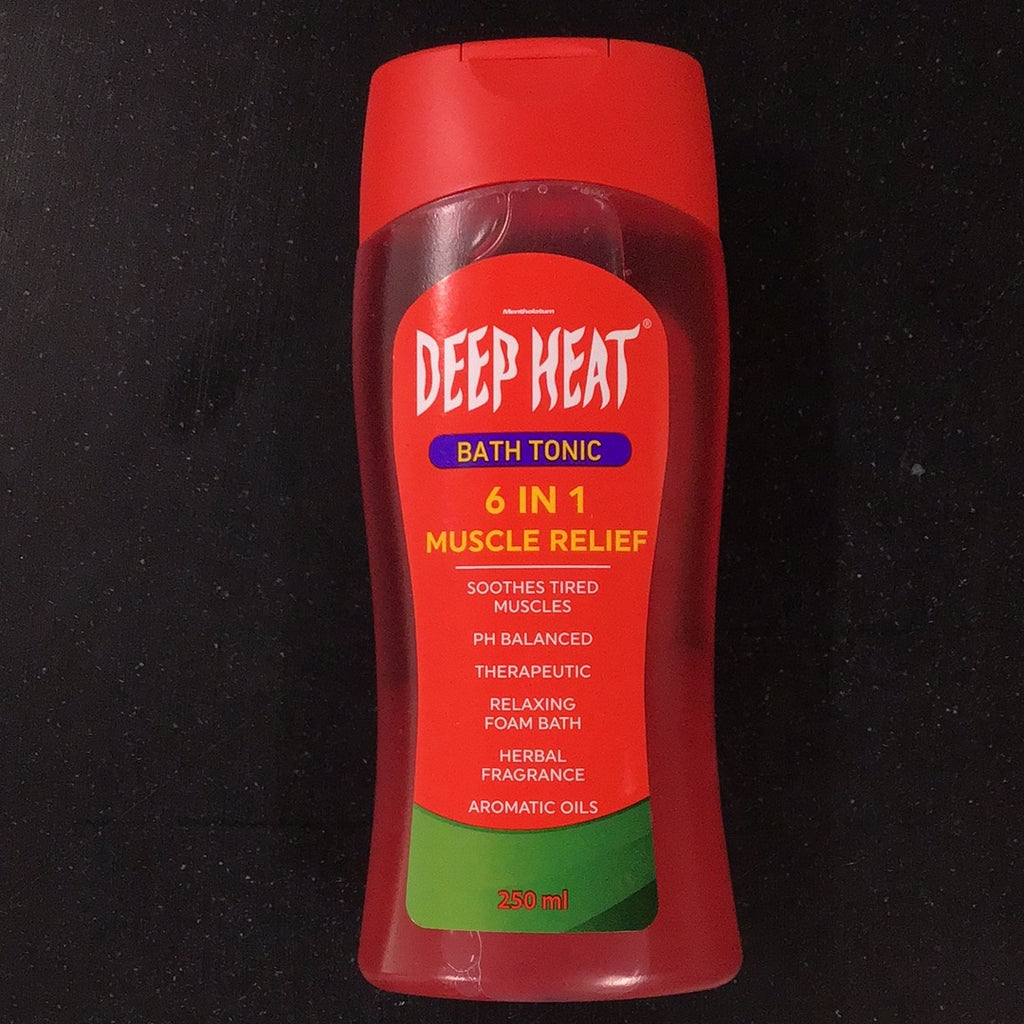 Mentholatum
DEEP HEAT®
BATH TONIC
6 IN 1
MUSCLE RELIEF
SOOTHES TIRED
MUSCLES
PH BALANCED
THERAPEUTIC
RELAXING
FOAM BATH
HERBAL
FRAGRANCE
AROMATIC OILS
250 ml